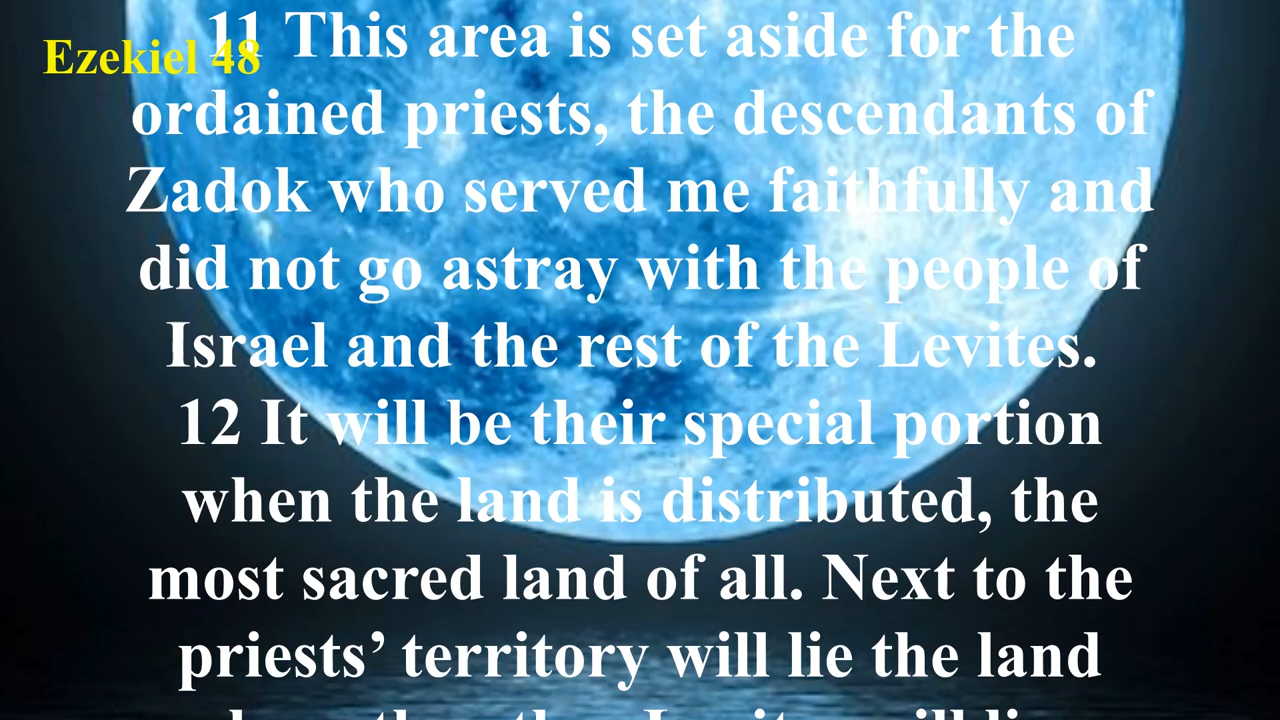 Ezekiel 48
11 This area is set aside for the
ordained priests, the descendants of
Zadok who served me faithfully and
did not go astray with the people of
Israel and the rest of the Levites.
12 It will be their special portion
when the land is distributed, the
most sacred land of all. Next to the
priests’ territory will lie the land